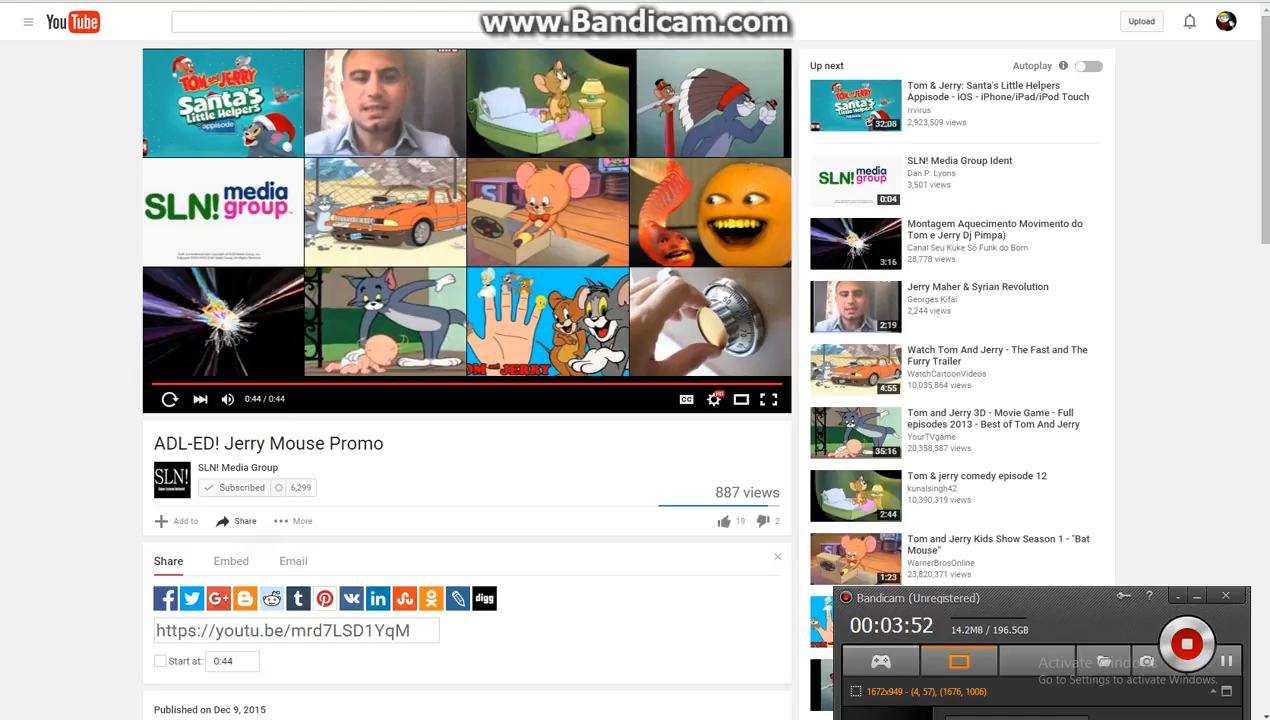 YouTube
www.Bandicam.com
Upload
TOM AND JERRY
Santa's
Little Helpers
appisode
SLN! media
group
TOM and JERRY
0:44 / 0:44
CC
HD
ADL-ED! Jerry Mouse Promo
SLN!
SLN! Media Group
Subscribed
6,299
887 views
Add to
Share
More
19
2
Share
Embed
Email
digg
https://youtu.be/mrd7LSD1YqM
Start at:
0:44
Published on Dec 9, 2015
Up next
Autoplay
32:08
Tom & Jerry: Santa's Little Helpers
Appisode - iOS - iPhone/iPad/iPod Touch
rrvirus
2,923,509 views
SLN! media
group
0:04
SLN! Media Group Ident
Dan P. Lyons
3,501 views
3:16
Montagem Aquecimento Movimento do
Tom e Jerry Dj Pimpa)
Canal Seu Kuke Só Funk do Bom
28,778 views
2:19
Jerry Maher & Syrian Revolution
Georges Kifai
2,244 views
4:55
Watch Tom And Jerry - The Fast and The
Furry Trailer
WatchCartoonVideos
10,035,864 views
35:16
Tom and Jerry 3D - Movie Game - Full
episodes 2013 - Best of Tom And Jerry
YourTVgame
20,358,587 views
2:44
Tom & jerry comedy episode 12
kunalsingh42
10,390,319 views
1:23
Tom and Jerry Kids Show Season 1 - "Bat
Mouse"
WarnerBrosOnline
23,820,371 views
Bandicam (Unregistered)
00:03:52
14.2MB / 196.5GB
Activate Windows
Go to Settings to activate Windows.
1672x949 - (4, 57), (1676, 1006)